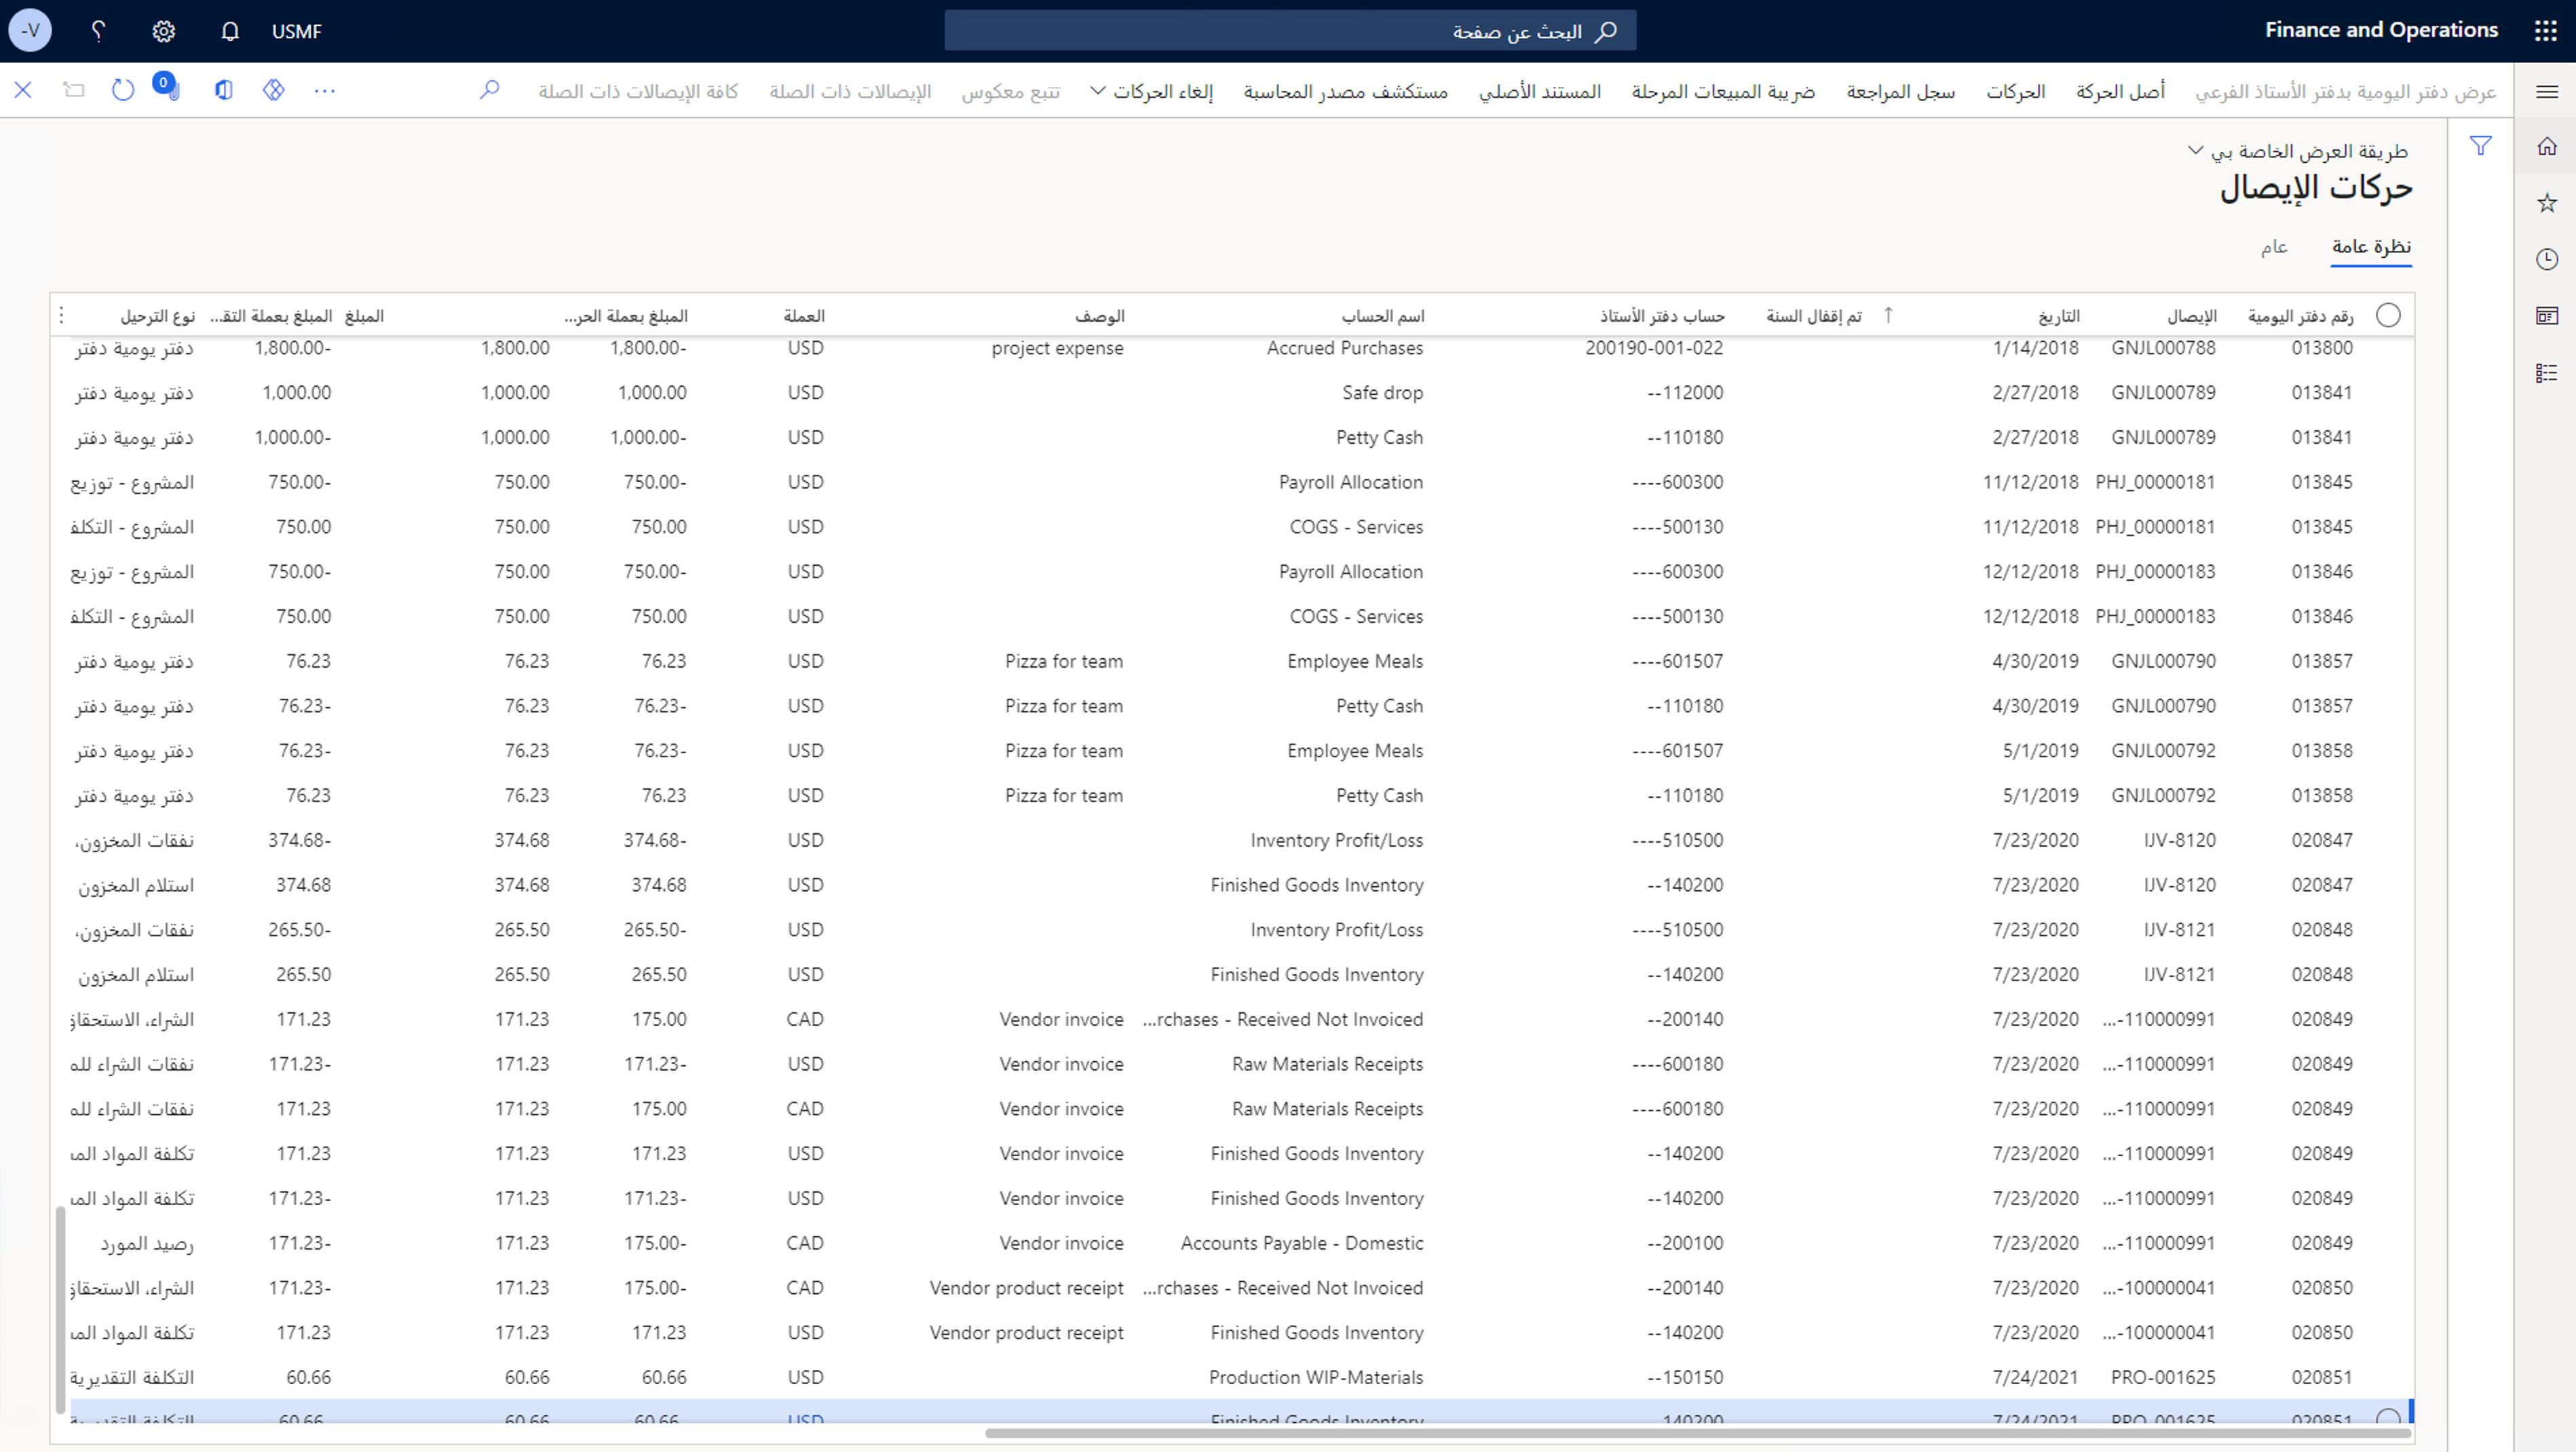 Finance and Operations
البحث عن صفحة
USMF
-V
عرض دفتر اليومية بدفتر الأستاذ الفرعي
أصل الحركة
الحركات
سجل المراجعة
ضريبة المبيعات المرحلة
المستند الأصلي
مستكشف مصدر المحاسبة
إلغاء الحركات
تتبع معكوس
الإيصالات ذات الصلة
كافة الإيصالات ذات الصلة
0
طريقة العرض الخاصة بي
حركات الإيصال
نظرة عامة
عام
رقم دفتر اليومية الإيصال التاريخ تم إقفال السنة حساب دفتر الأستاذ اسم الحساب الوصف العملة المبلغ بعملة الحر... المبلغ المبلغ بعملة التق... نوع الترحيل
013800 GNJL000788 1/14/2018 200190-001-022 Accrued Purchases project expense USD 1,800.00- 1,800.00 1,800.00- دفتر يومية دفتر
013841 GNJL000789 2/27/2018 --112000 Safe drop USD 1,000.00 1,000.00 1,000.00 دفتر يومية دفتر
013841 GNJL000789 2/27/2018 --110180 Petty Cash USD 1,000.00- 1,000.00 1,000.00- دفتر يومية دفتر
013845 PHJ_00000181 11/12/2018 ----600300 Payroll Allocation USD 750.00- 750.00 750.00- المشروع - توزيع
013845 PHJ_00000181 11/12/2018 ----500130 COGS - Services USD 750.00 750.00 750.00 المشروع - التكلف
013846 PHJ_00000183 12/12/2018 ----600300 Payroll Allocation USD 750.00- 750.00 750.00- المشروع - توزيع
013846 PHJ_00000183 12/12/2018 ----500130 COGS - Services USD 750.00 750.00 750.00 المشروع - التكلف
013857 GNJL000790 4/30/2019 ----601507 Employee Meals Pizza for team USD 76.23 76.23 76.23 دفتر يومية دفتر
013857 GNJL000790 4/30/2019 --110180 Petty Cash Pizza for team USD 76.23- 76.23 76.23- دفتر يومية دفتر
013858 GNJL000792 5/1/2019 ----601507 Employee Meals Pizza for team USD 76.23- 76.23 76.23- دفتر يومية دفتر
013858 GNJL000792 5/1/2019 --110180 Petty Cash Pizza for team USD 76.23 76.23 76.23 دفتر يومية دفتر
020847 IJV-8120 7/23/2020 ----510500 Inventory Profit/Loss USD 374.68- 374.68 374.68- نفقات المخزون،
020847 IJV-8120 7/23/2020 --140200 Finished Goods Inventory USD 374.68 374.68 374.68 استلام المخزون
020848 IJV-8121 7/23/2020 ----510500 Inventory Profit/Loss USD 265.50- 265.50 265.50- نفقات المخزون،
020848 IJV-8121 7/23/2020 --140200 Finished Goods Inventory USD 265.50 265.50 265.50 استلام المخزون
020849 ...-110000991 7/23/2020 --200140 ...rchases - Received Not Invoiced Vendor invoice CAD 175.00 171.23 171.23 الشراء، الاستحقاق
020849 ...-110000991 7/23/2020 ----600180 Raw Materials Receipts Vendor invoice USD 171.23- 171.23 171.23- نفقات الشراء للم
020849 ...-110000991 7/23/2020 ----600180 Raw Materials Receipts Vendor invoice CAD 175.00 171.23 171.23 نفقات الشراء للم
020849 ...-110000991 7/23/2020 --140200 Finished Goods Inventory Vendor invoice USD 171.23 171.23 171.23 تكلفة المواد الم
020849 ...-110000991 7/23/2020 --140200 Finished Goods Inventory Vendor invoice USD 171.23- 171.23 171.23- تكلفة المواد الم
020849 ...-110000991 7/23/2020 --200100 Accounts Payable - Domestic Vendor invoice CAD 175.00- 171.23 171.23- رصيد المورد
020850 ...-100000041 7/23/2020 --200140 ...rchases - Received Not Invoiced Vendor product receipt CAD 175.00- 171.23 171.23- الشراء، الاستحقاق
020850 ...-100000041 7/23/2020 --140200 Finished Goods Inventory Vendor product receipt USD 171.23 171.23 171.23 تكلفة المواد الم
020851 PRO-001625 7/24/2021 --150150 Production WIP-Materials USD 60.66 60.66 60.66 التكلفة التقديرية
020851 PRO-001625 7/24/2021 140200 Finished Goods Inventory USD 60.66 60.66 60.66 التكلفة التقديرية